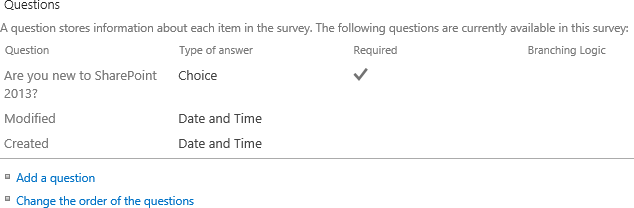 Questions
A question stores information about each item in the survey. The following questions are currently available in this survey:
Question Type of answer Required Branching Logic
Are you new to SharePoint Choice
2013?
Modified Date and Time
Created Date and Time
Add a question
Change the order of the questions